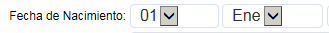 Fecha de Nacimiento: 01 Ene